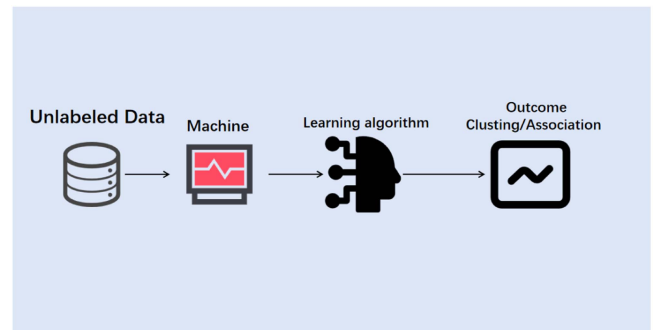 Unlabeled Data
Machine
Learning algorithm
Outcome
Clusting/Association